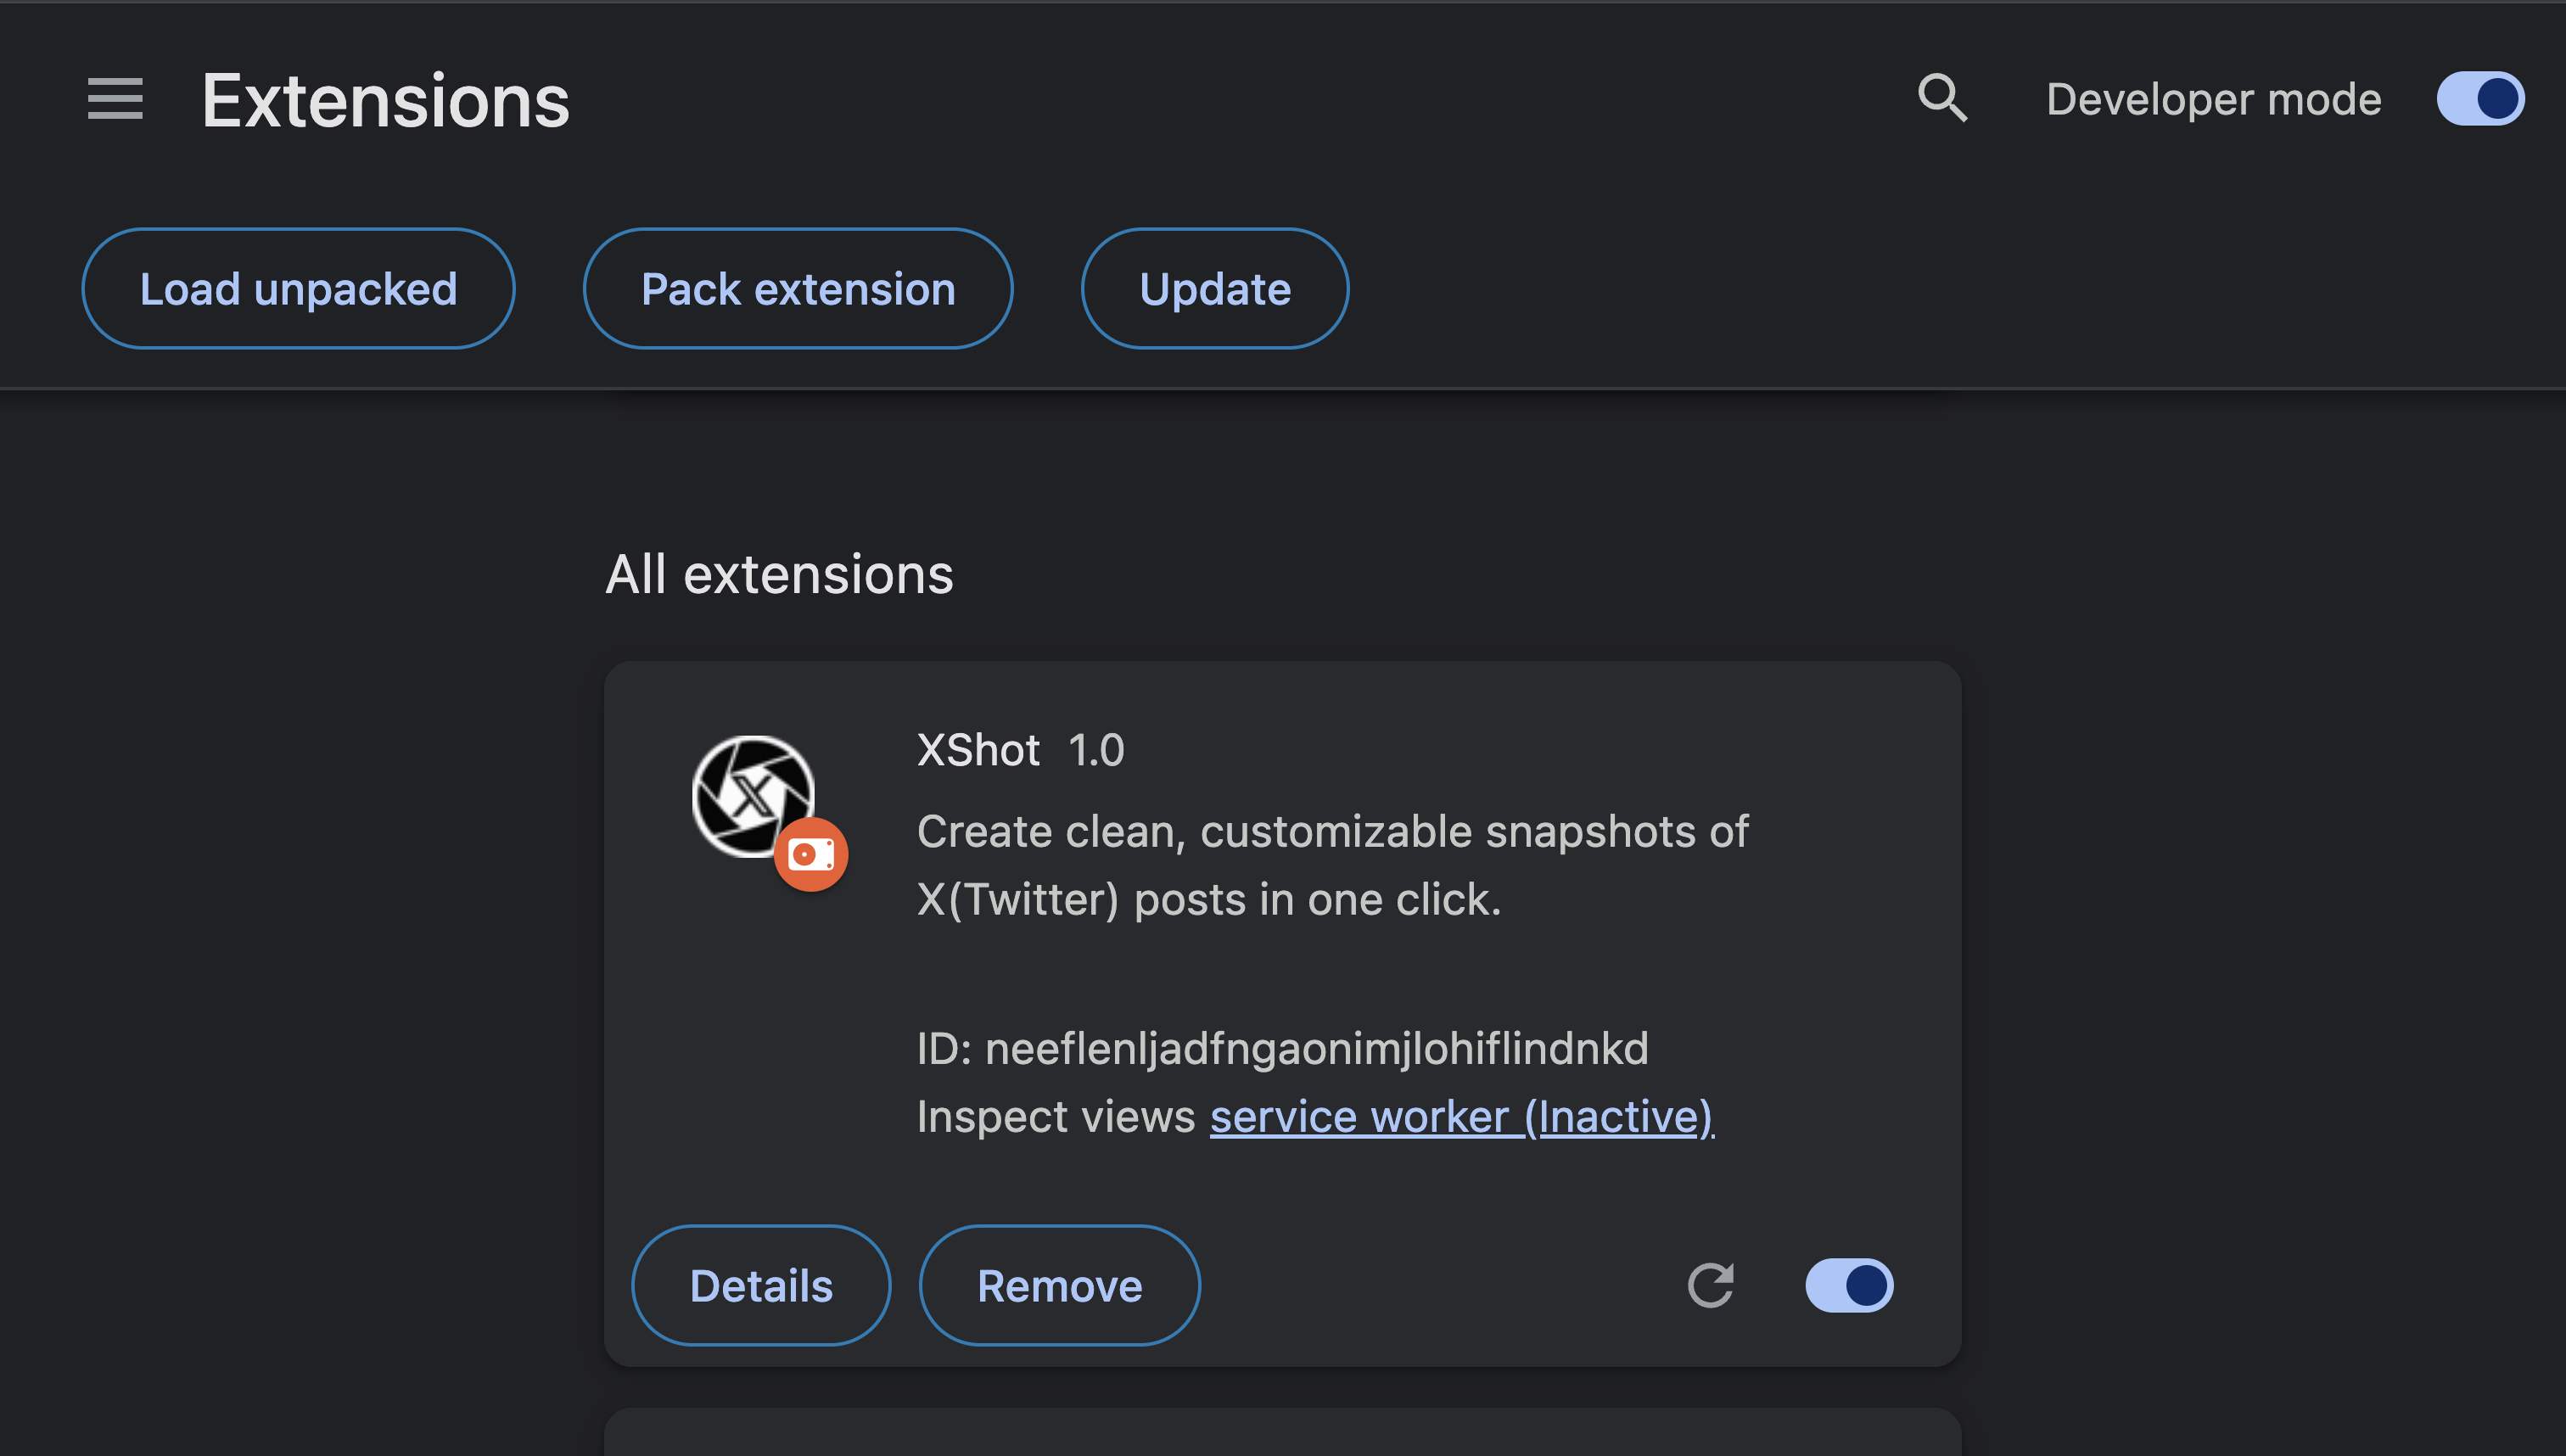 Extensions
Developer mode
Load unpacked
Pack extension
Update
All extensions
XShot 1.0
Create clean, customizable snapshots of
X(Twitter) posts in one click.
ID: neeflenljadfngaonimjlohiflindnkd
Inspect views service worker (Inactive)
Details
Remove